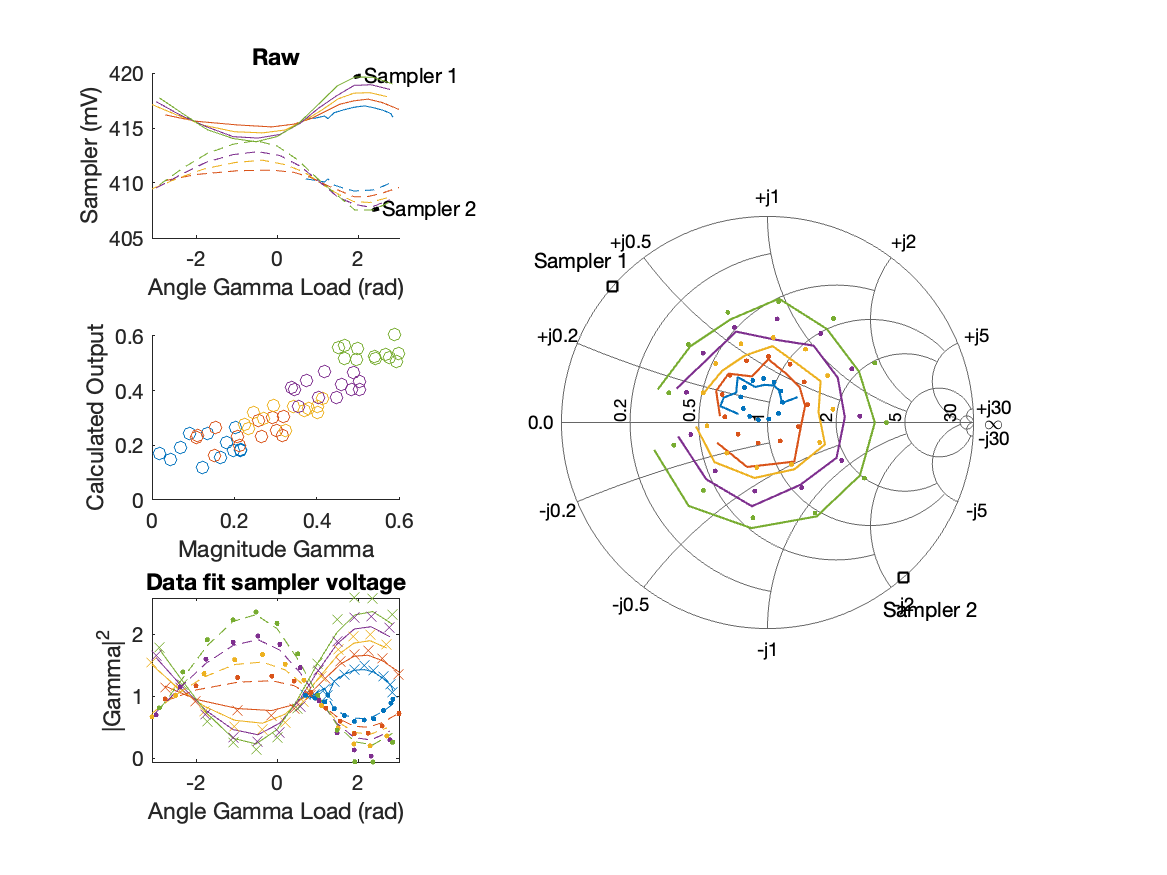 Raw
420
415
410
405
Sampler (mV)
Sampler 1
Sampler 2
-2
0
2
Angle Gamma Load (rad)
0.6
0.4
0.2
0
Calculated Output
0
0.2
0.4
0.6
Magnitude Gamma
Data fit sampler voltage
2
1
0
|Gamma|2
-2
0
2
Angle Gamma Load (rad)
+j1
+j0.5
+j2
Sampler 1
+j0.2
+j5
0.0
0.2
0.5
1
2
5
30
+j30
∞
-j30
-j0.2
-j5
-j0.5
-j2
Sampler 2
-j1